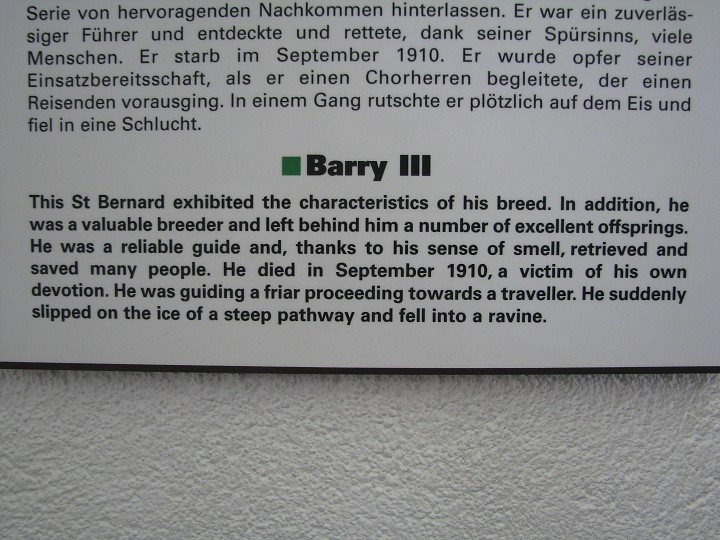 Serie von hervoragenden Nachkommen hinterlassen. Er war ein zuverläs-
siger Führer und entdeckte und rettete, dank seiner Spürsinns, viele
Menschen. Er starb im September 1910. Er wurde opfer seiner
Einsatzbereitsschaft, als er einen Chorherren begleitete, der einen
Reisenden vorausging. In einem Gang rutschte er plötzlich auf dem Eis und
fiel in eine Schlucht.
Barry III
This St Bernard exhibited the characteristics of his breed. In addition, he
was a valuable breeder and left behind him a number of excellent offsprings.
He was a reliable guide and, thanks to his sense of smell, retrieved and
saved many people. He died in September 1910, a victim of his own
devotion. He was guiding a friar proceeding towards a traveller. He suddenly
slipped on the ice of a steep pathway and fell into a ravine.